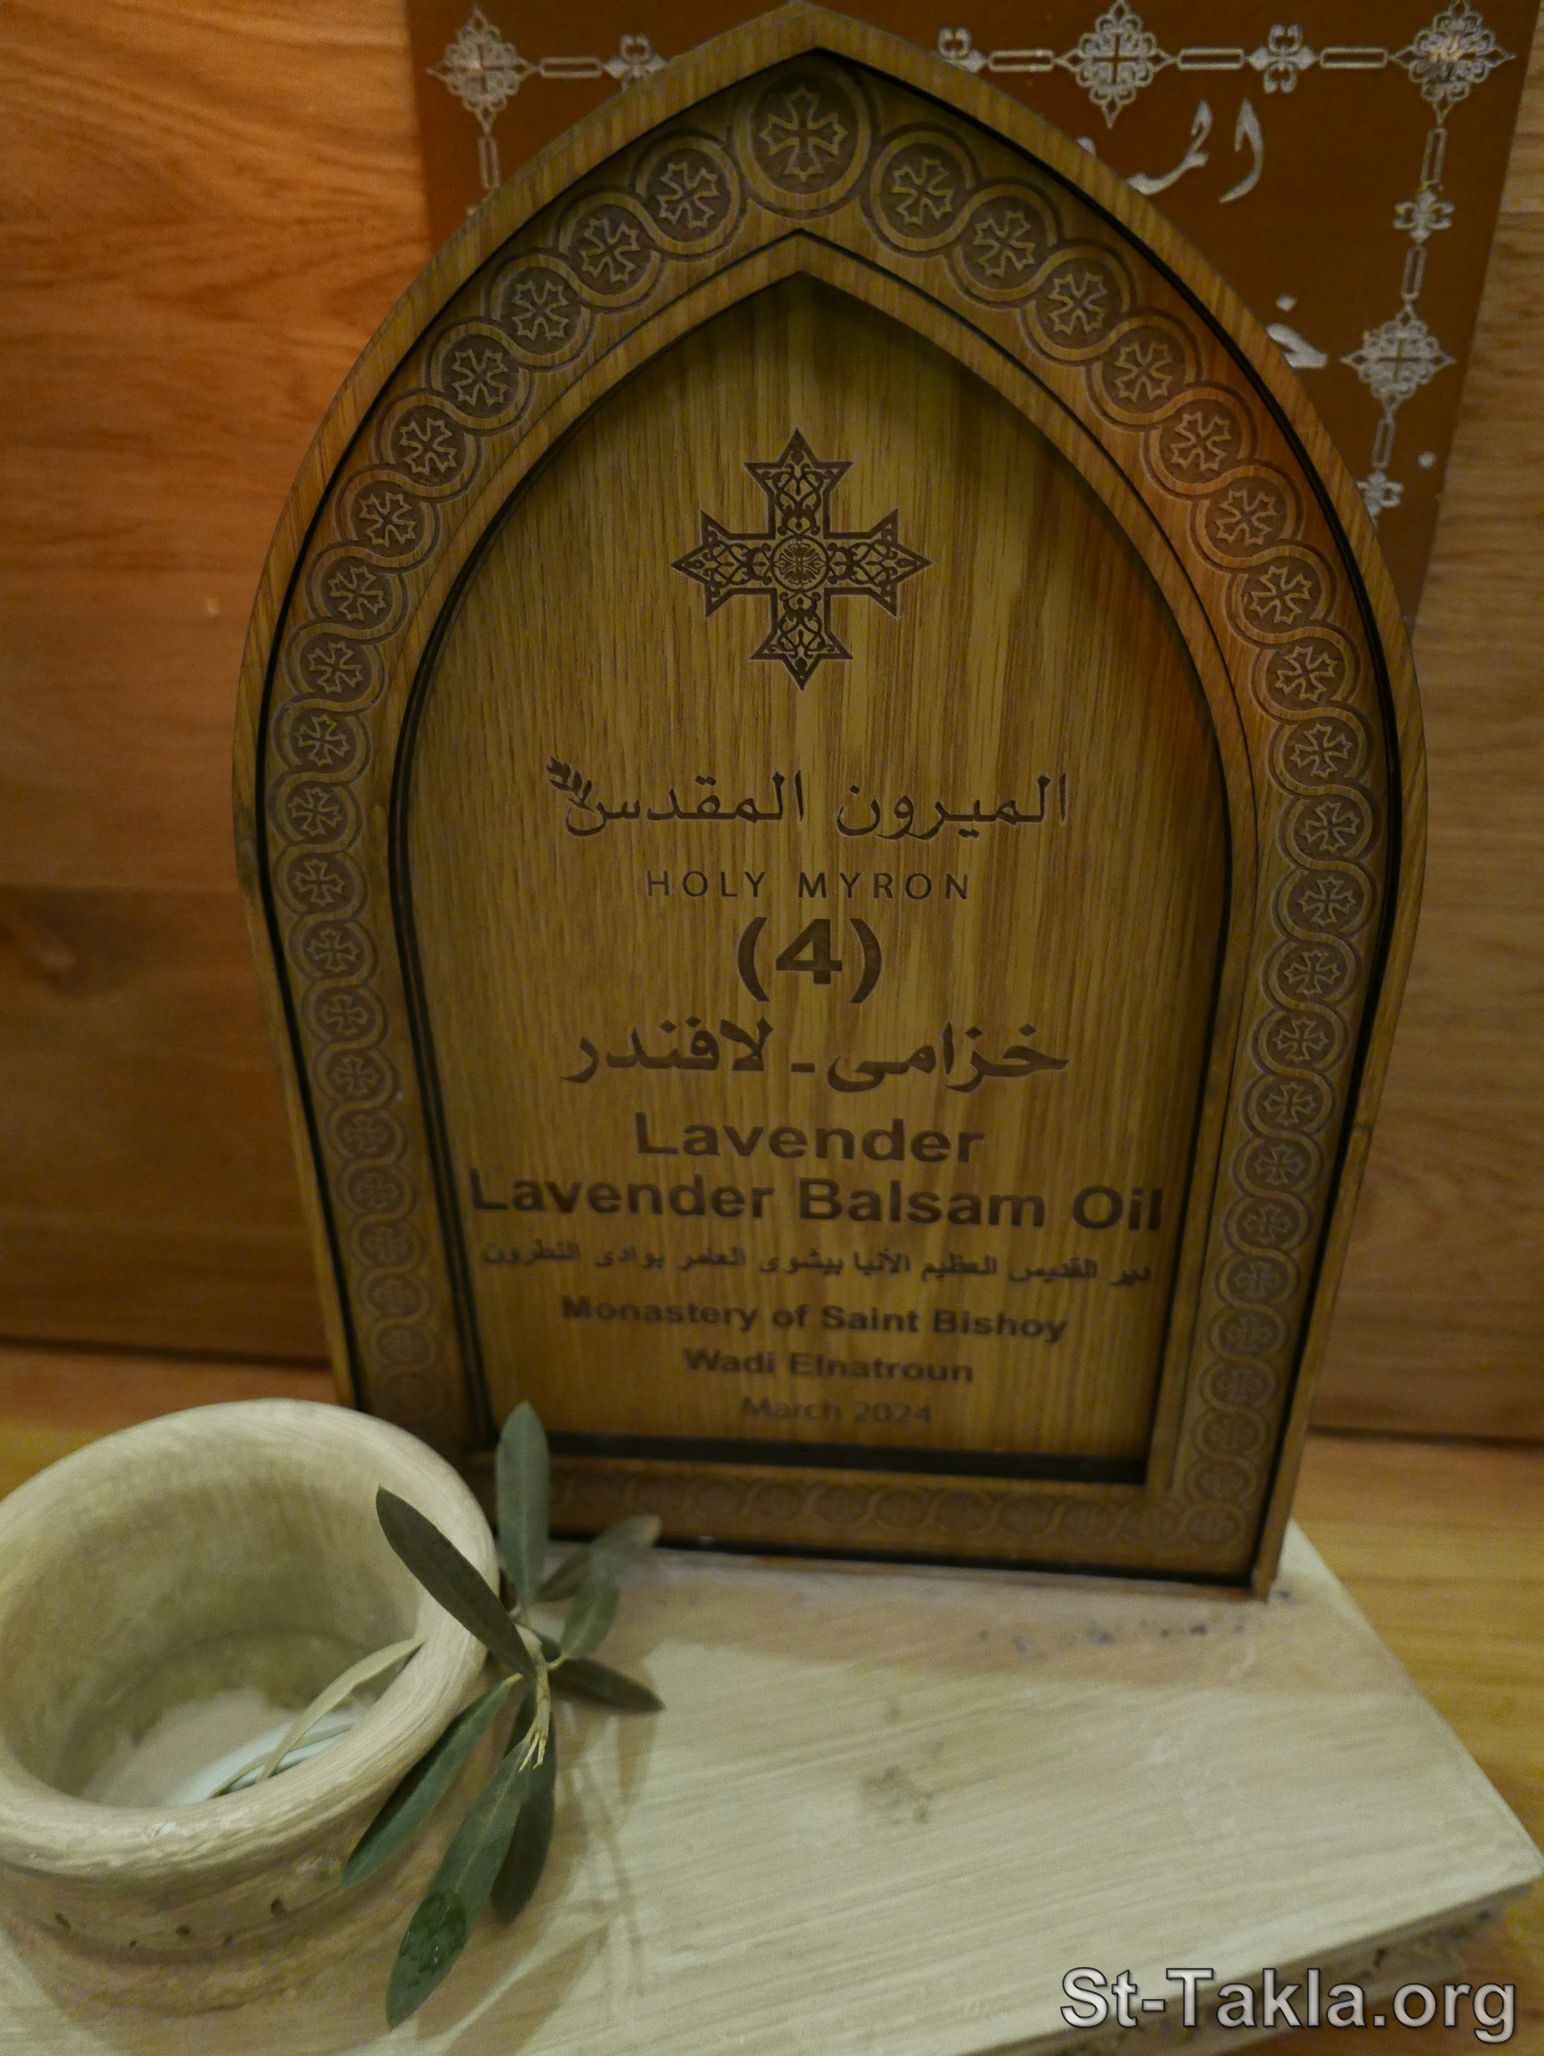 الميرون المقدس
HOLY MYRON
(4)
خزامى - لافندر
Lavender
Lavender Balsam Oil
دير القديس العظيم الأنبا بيشوى العامر بوادى النطرون
Monastery of Saint Bishoy
Wadi Elnatroun
March 2024
St-Takla.org